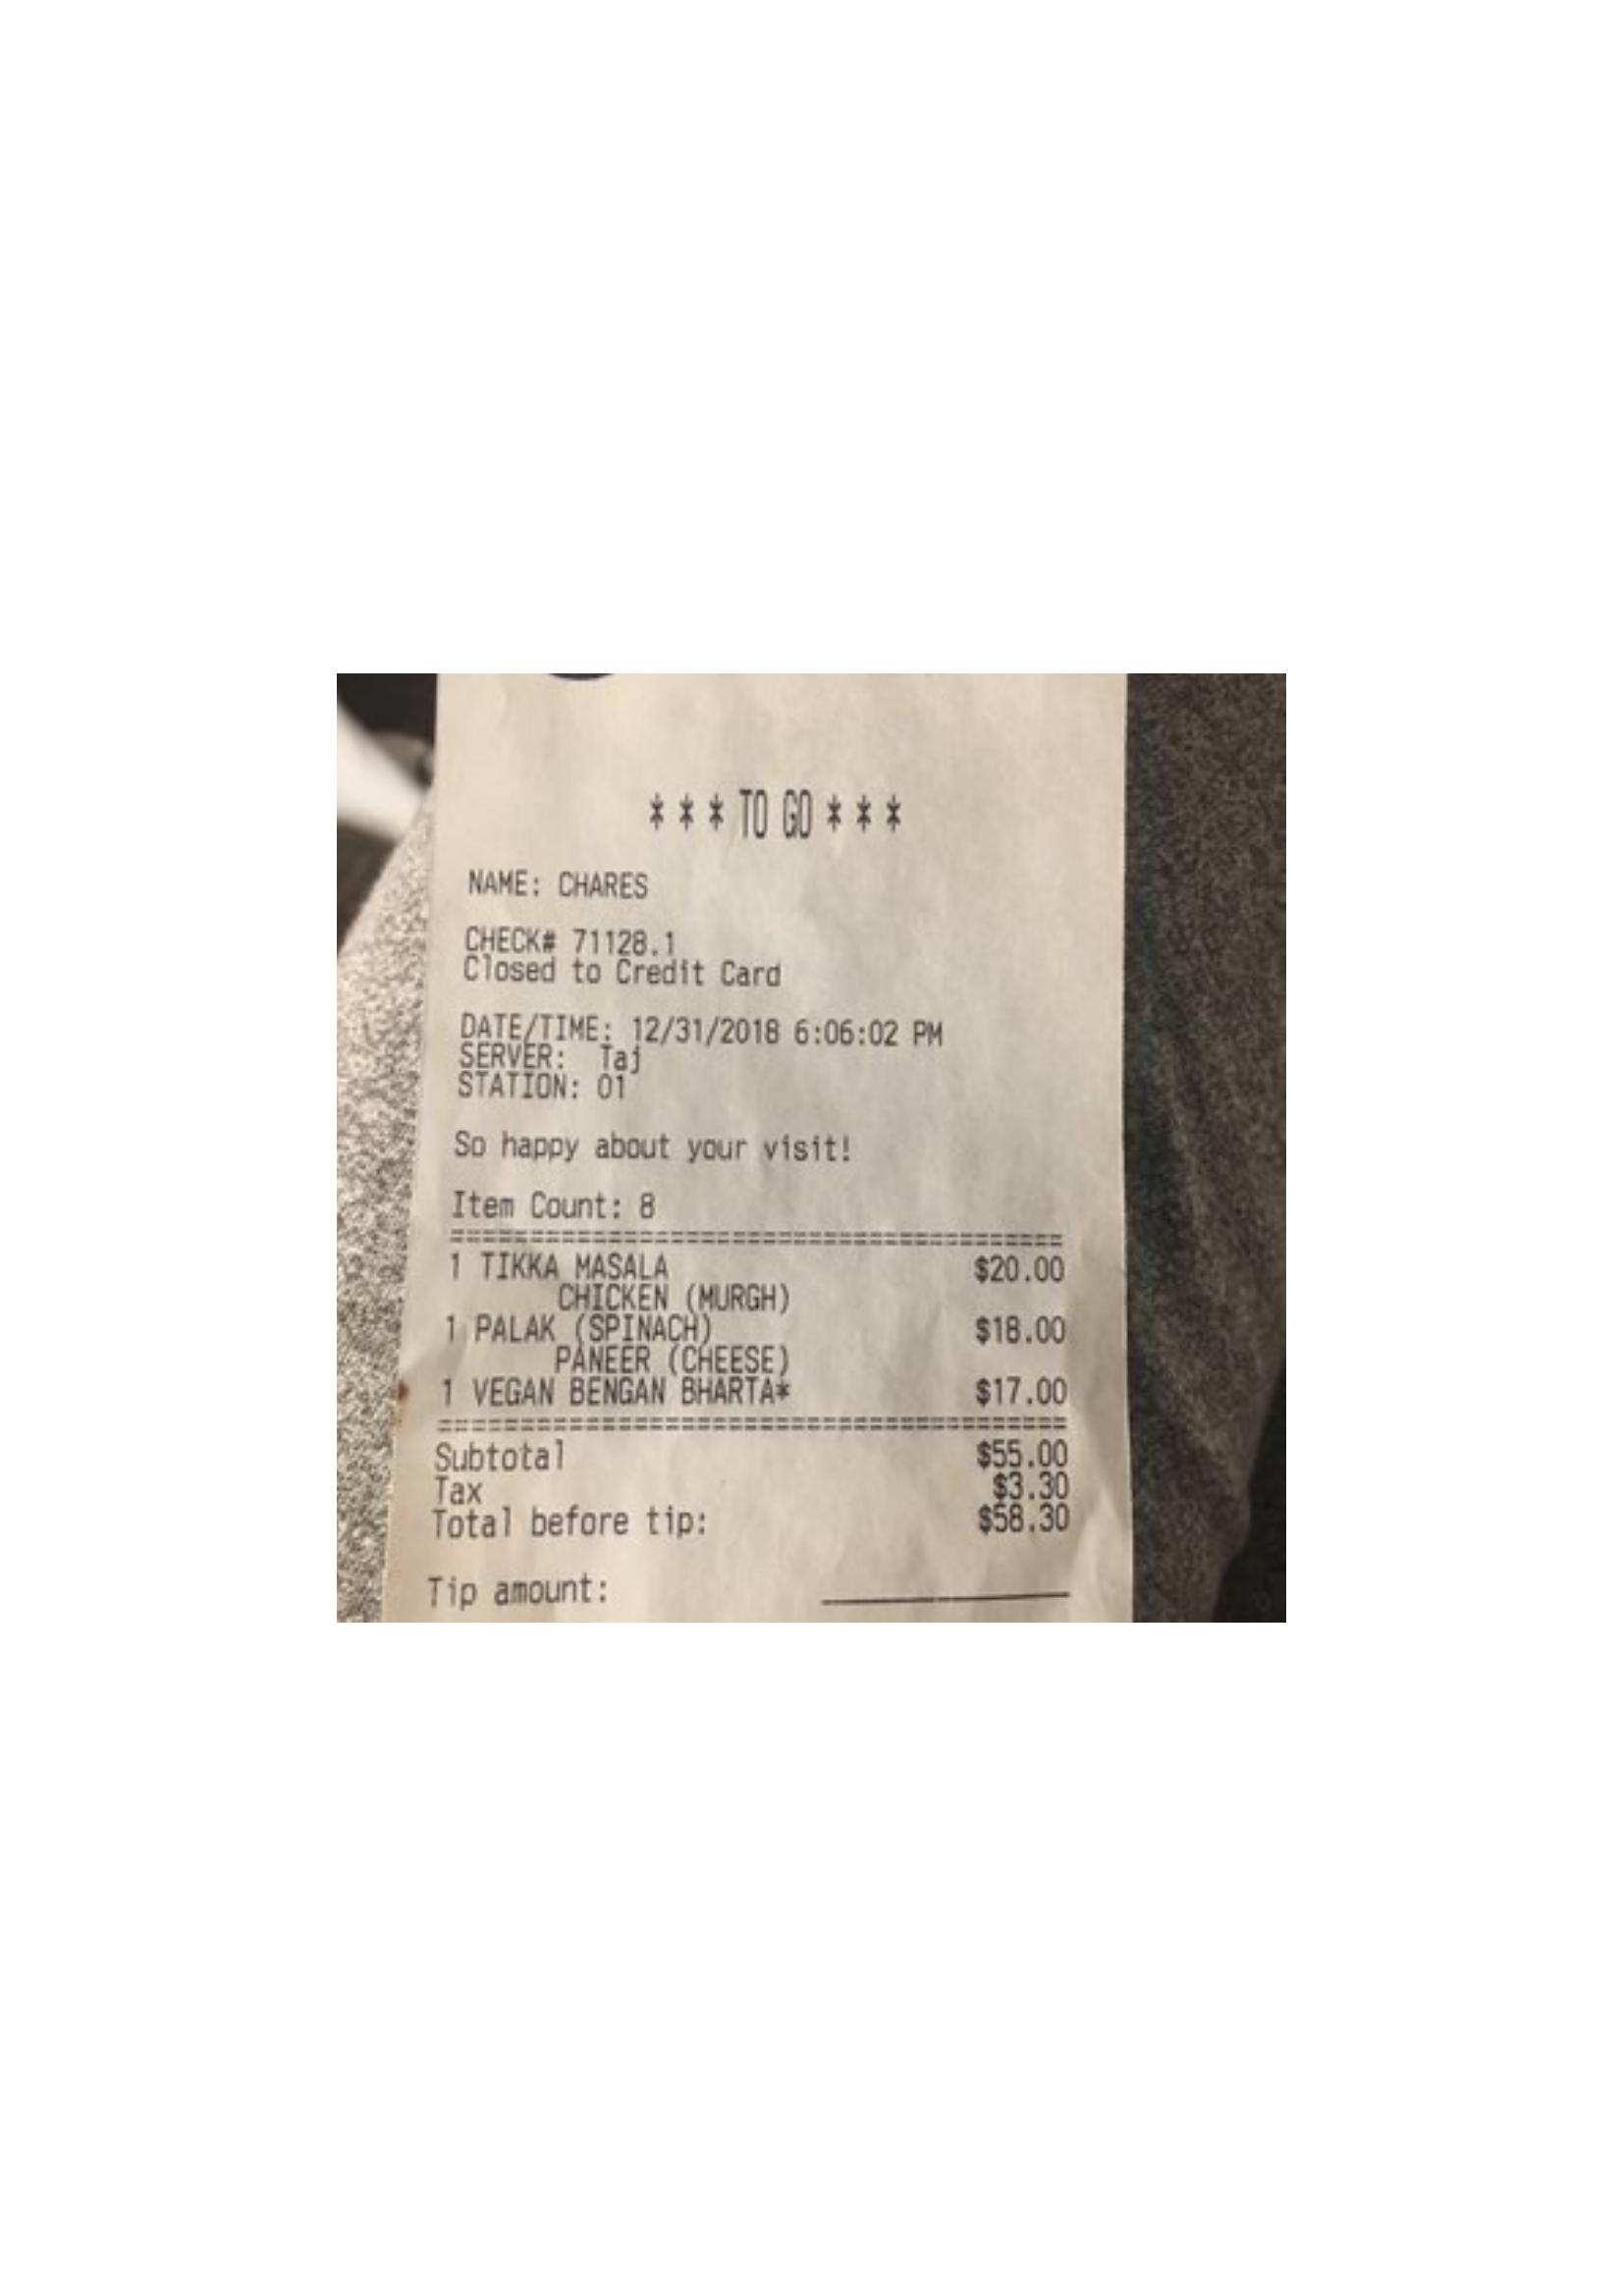 * * * TO GO * * *
NAME: CHARES
CHECK# 71128.1
Closed to Credit Card
DATE/TIME: 12/31/2018 6:06:02 PM
SERVER: Taj
STATION: 01
So happy about your visit!
Item Count: 8
========================================
1 TIKKA MASALA $20.00
CHICKEN (MURGH)
1 PALAK (SPINACH) $18.00
PANEER (CHEESE)
1 VEGAN BENGAN BHARTA* $17.00
========================================
Subtotal $55.00
Tax $3.30
Total before tip: $58.30
Tip amount: ________________